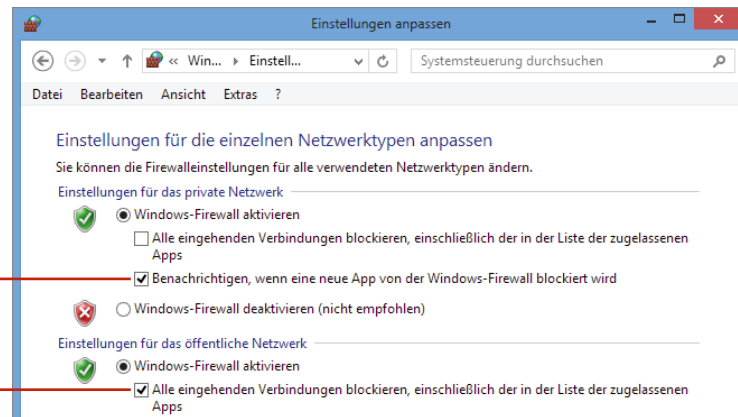 Einstellungen anpassen
« Win... Einstell...
Systemsteuerung durchsuchen
Datei Bearbeiten Ansicht Extras ?
Einstellungen für die einzelnen Netzwerktypen anpassen
Sie können die Firewalleinstellungen für alle verwendeten Netzwerktypen ändern.
Einstellungen für das private Netzwerk
Windows-Firewall aktivieren
Alle eingehenden Verbindungen blockieren, einschließlich der in der Liste der zugelassenen
Apps
Benachrichtigen, wenn eine neue App von der Windows-Firewall blockiert wird
Windows-Firewall deaktivieren (nicht empfohlen)
Einstellungen für das öffentliche Netzwerk
Windows-Firewall aktivieren
Alle eingehenden Verbindungen blockieren, einschließlich der in der Liste der zugelassenen
Apps